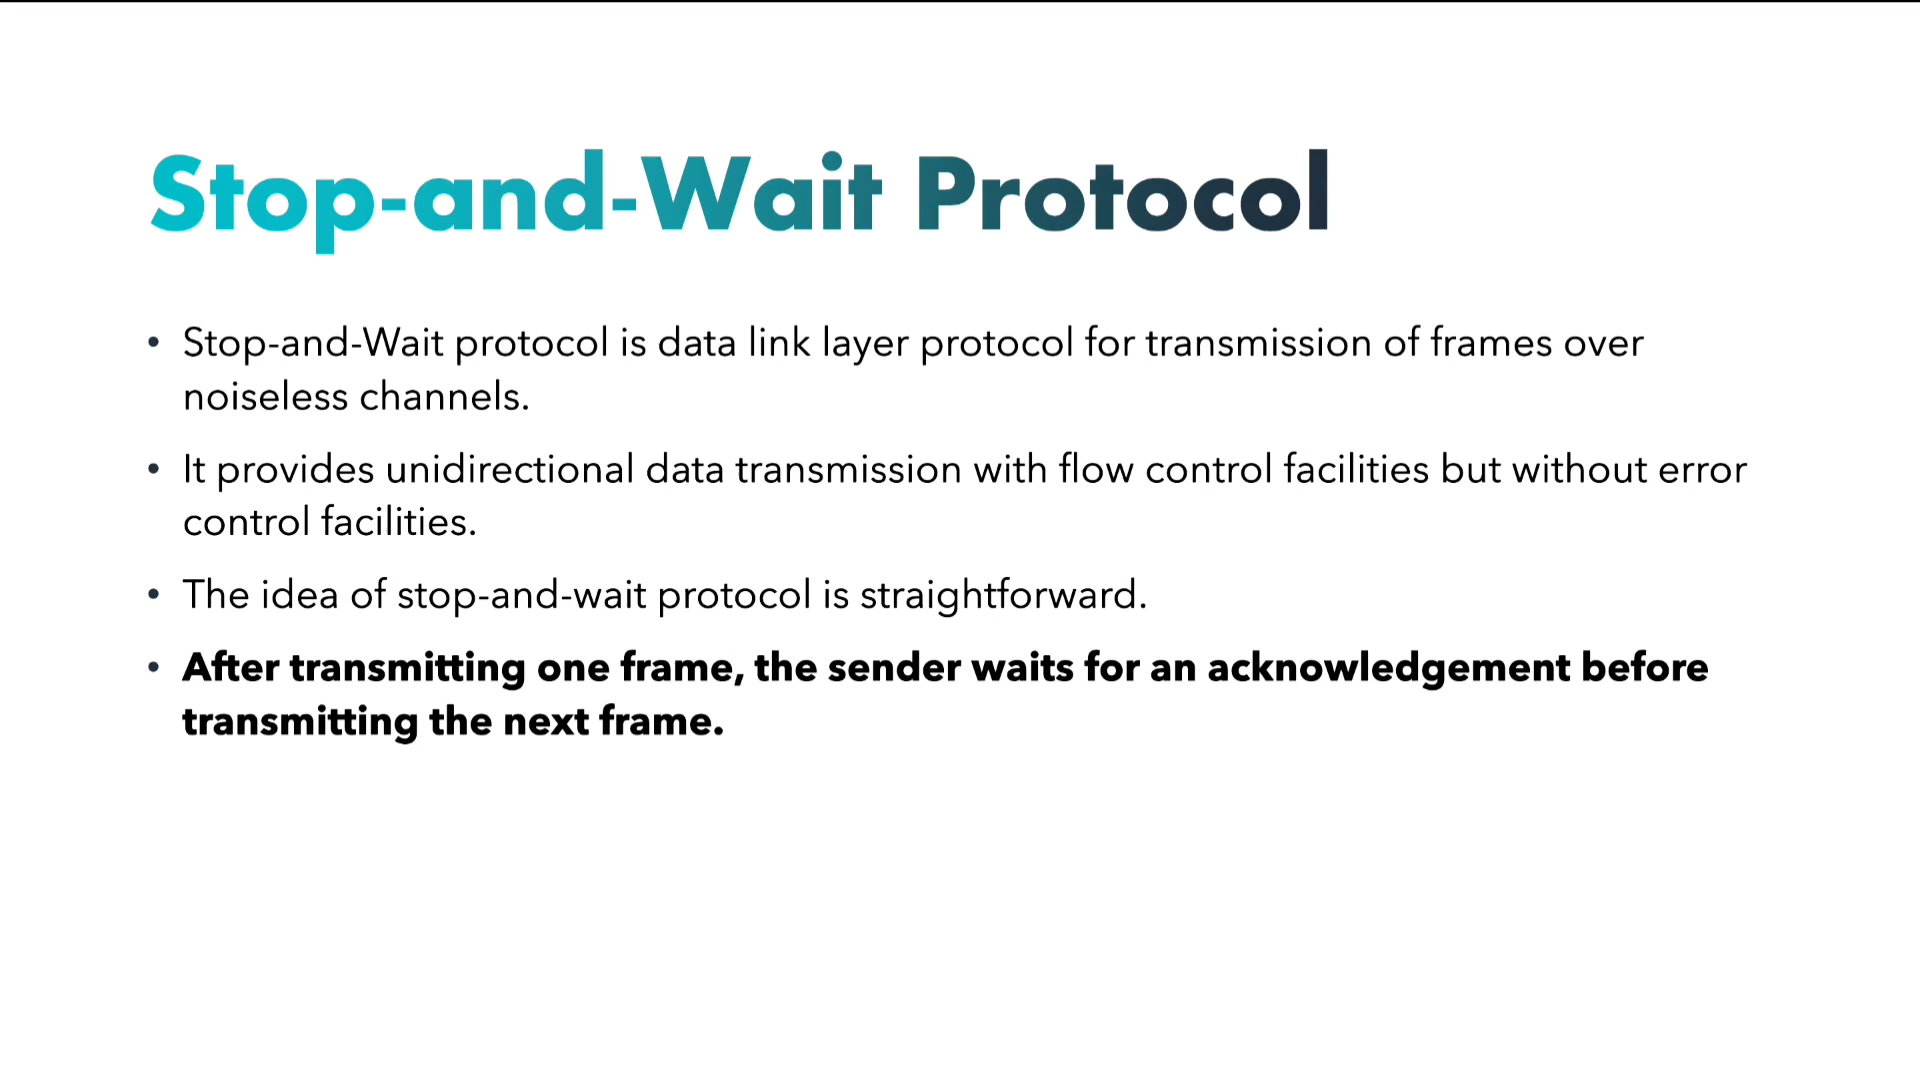 Stop-and-Wait Protocol
• Stop-and-Wait protocol is data link layer protocol for transmission of frames over
noiseless channels.
• It provides unidirectional data transmission with flow control facilities but without error
control facilities.
• The idea of stop-and-wait protocol is straightforward.
• After transmitting one frame, the sender waits for an acknowledgement before
transmitting the next frame.